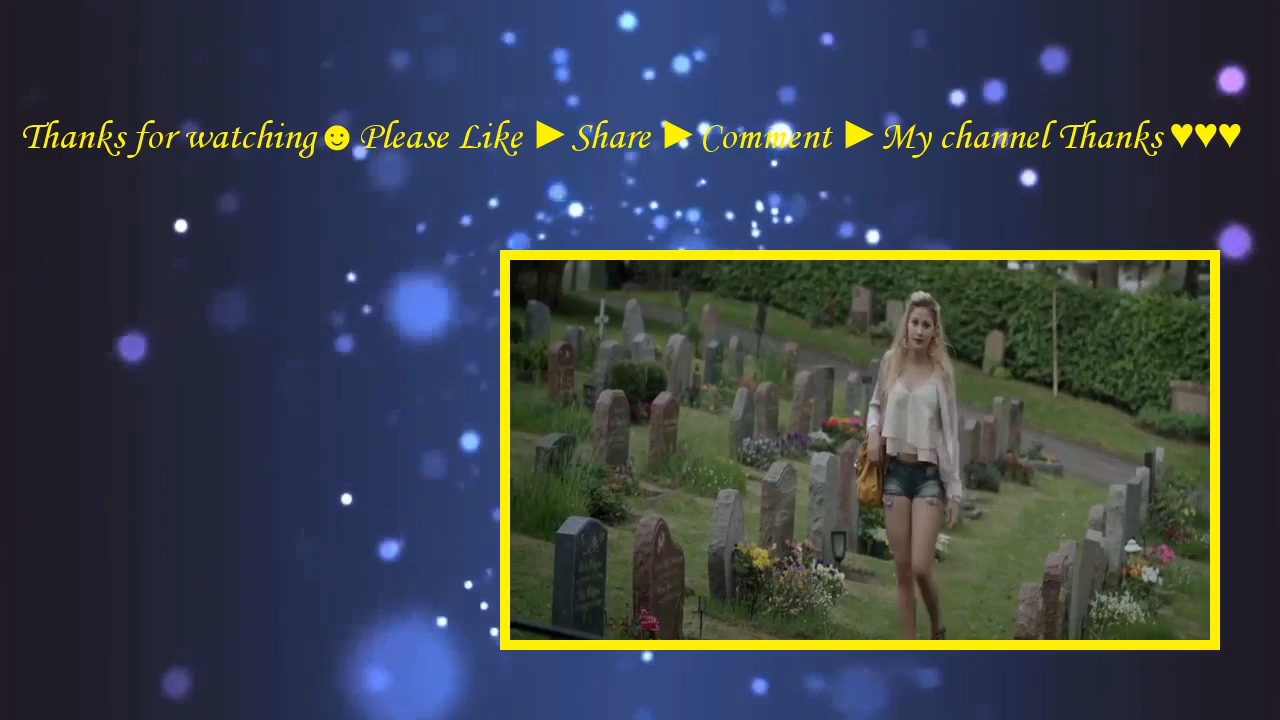 Thanks for watching☻Please Like ► Share ► Comment ► My channel Thanks ♥♥♥